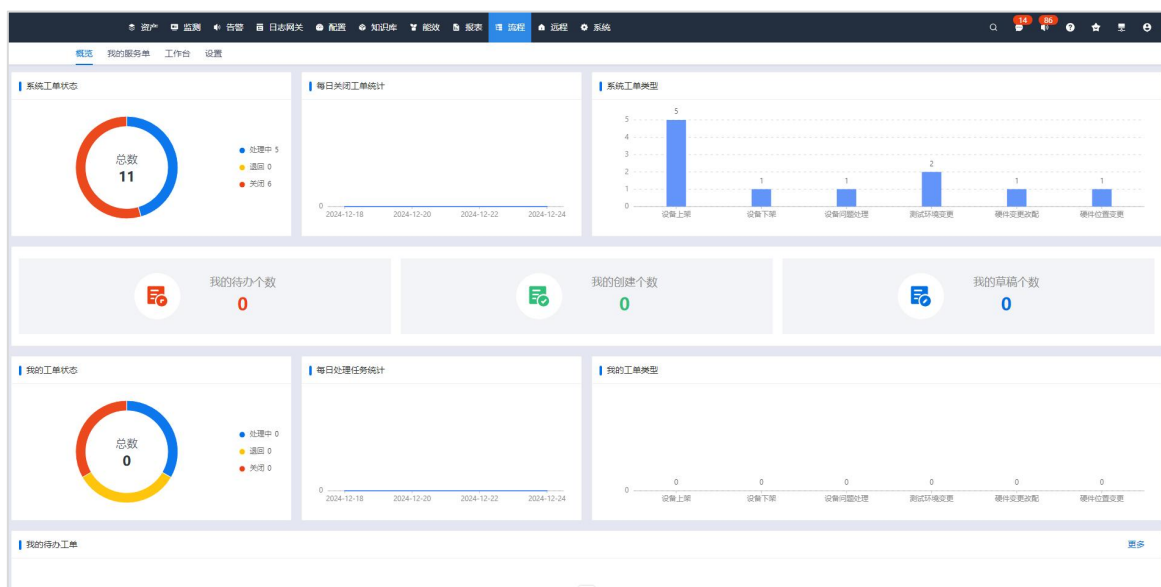 资产 监测 告警 日志网关 配置 知识库 能效 报表 流程 远程 系统 14 86
概览 我的服务单 工作台 设置
系统工单状态
总数
11
处理中 5
退回 0
关闭 6
每日关闭工单统计
0
2024-12-18 2024-12-20 2024-12-22 2024-12-24
系统工单类型
5
4
3
2
1
0
5 1 1 2 1 1
设备上架 设备下架 设备问题处理 测试环境变更 硬件变更改配 硬件位置变更
我的待办个数
0
我的创建个数
0
我的草稿个数
0
我的工单状态
总数
0
处理中 0
退回 0
关闭 0
每日处理任务统计
0
2024-12-18 2024-12-20 2024-12-22 2024-12-24
我的工单类型
0
0 0 0 0 0 0
设备上架 设备下架 设备问题处理 测试环境变更 硬件变更改配 硬件位置变更
我的待办工单 更多